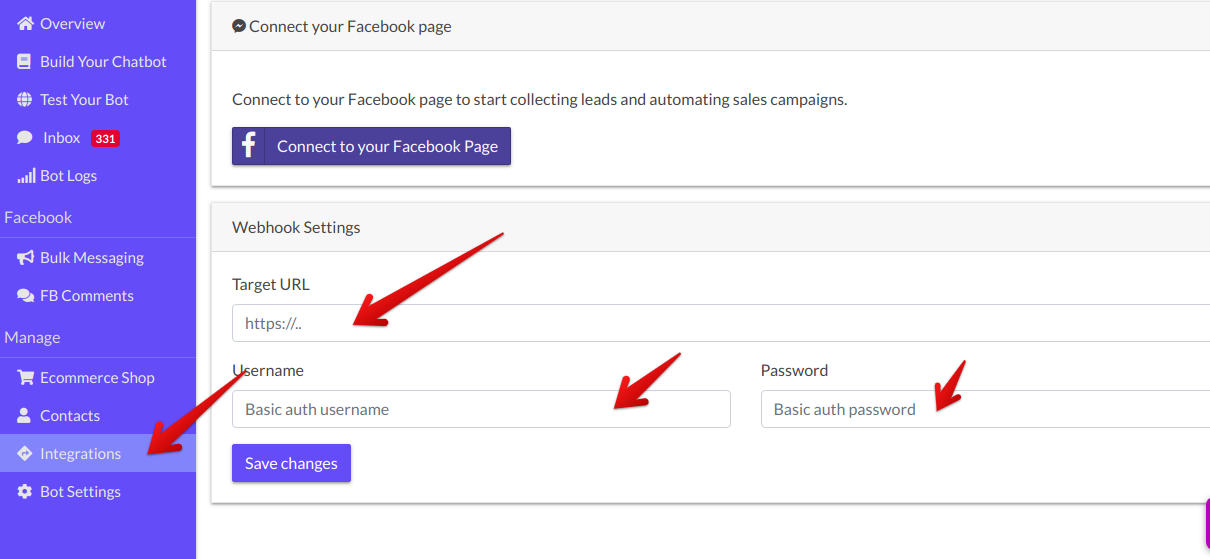 Overview
Build Your Chatbot
Test Your Bot
Inbox 331
Bot Logs
Facebook
Bulk Messaging
FB Comments
Manage
Ecommerce Shop
Contacts
Integrations
Bot Settings
Connect your Facebook page
Connect to your Facebook page to start collecting leads and automating sales campaigns.
Connect to your Facebook Page
Webhook Settings
Target URL
https://..
Username
Password
Basic auth username
Basic auth password
Save changes